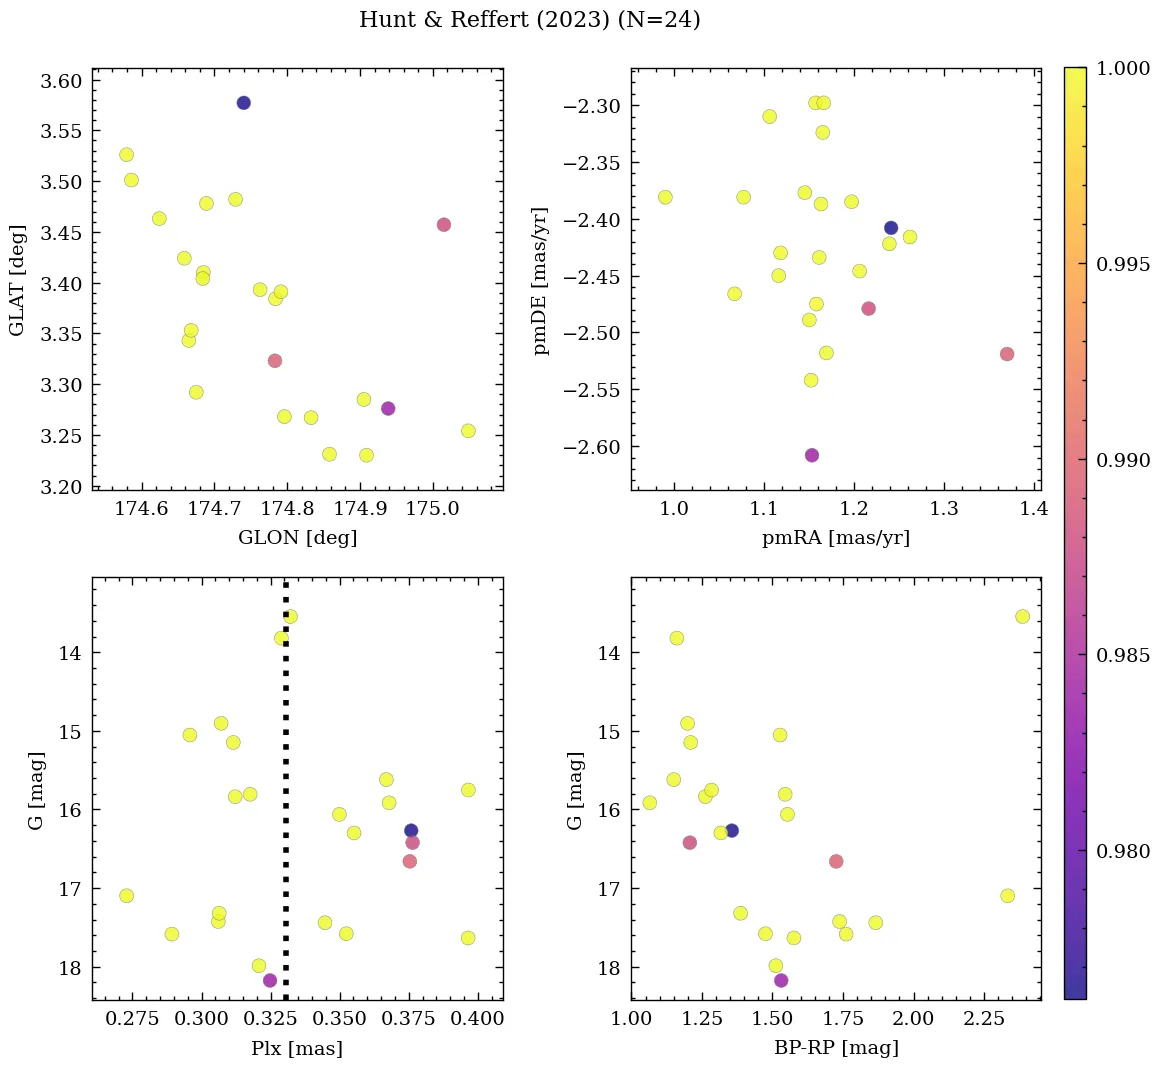 Hunt & Reffert (2023) (N=24)
3.60
3.55
3.50
3.45
3.40
3.35
3.30
3.25
3.20
GLAT [deg]
174.6 174.7 174.8 174.9 175.0
GLON [deg]
−2.30
−2.35
−2.40
−2.45
−2.50
−2.55
−2.60
pmDE [mas/yr]
1.0 1.1 1.2 1.3 1.4
pmRA [mas/yr]
1.000
0.995
0.990
0.985
0.980
14
15
16
17
18
G [mag]
0.275 0.300 0.325 0.350 0.375 0.400
Plx [mas]
14
15
16
17
18
G [mag]
1.00 1.25 1.50 1.75 2.00 2.25
BP-RP [mag]